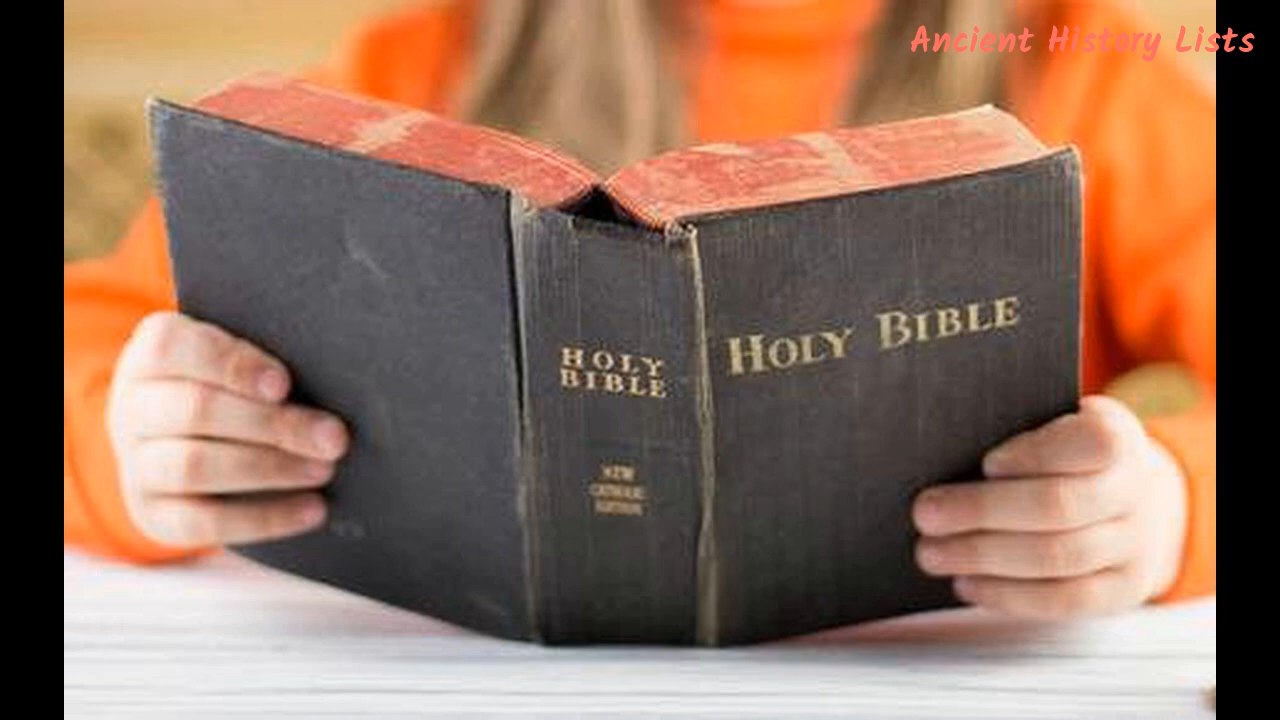 Ancient History Lists
HOLY BIBLE
HOLY
BIBLE
NEW
CATHOLIC
EDITION